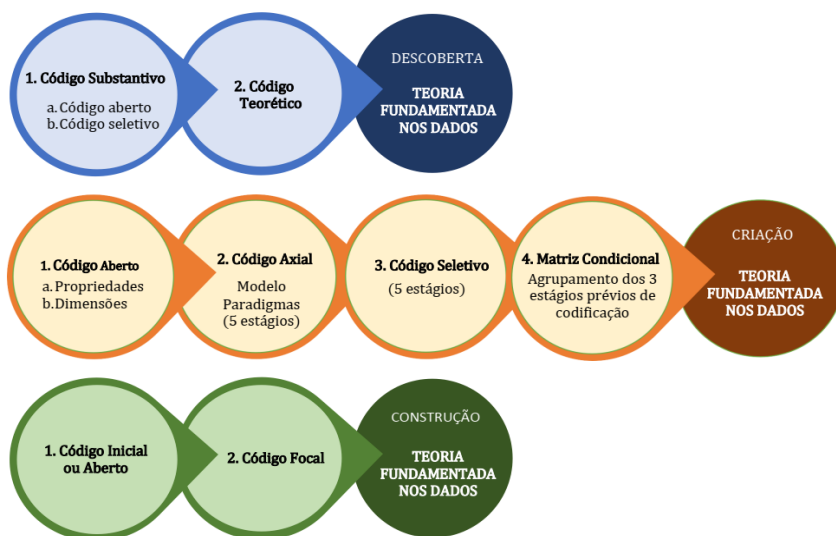 1. Código Substantivo
a. Código aberto
b. Código seletivo
2. Código
Teorético
DESCOBERTA
TEORIA
FUNDAMENTADA
NOS DADOS
1. Código Aberto
a. Propriedades
b. Dimensões
2. Código Axial
Modelo
Paradigmas
(5 estágios)
3. Código Seletivo
(5 estágios)
4. Matriz Condicional
Agrupamento dos 3
estágios prévios de
codificação
CRIAÇÃO
TEORIA
FUNDAMENTADA
NOS DADOS
1. Código Inicial
ou Aberto
2. Código Focal
CONSTRUÇÃO
TEORIA
FUNDAMENTADA
NOS DADOS